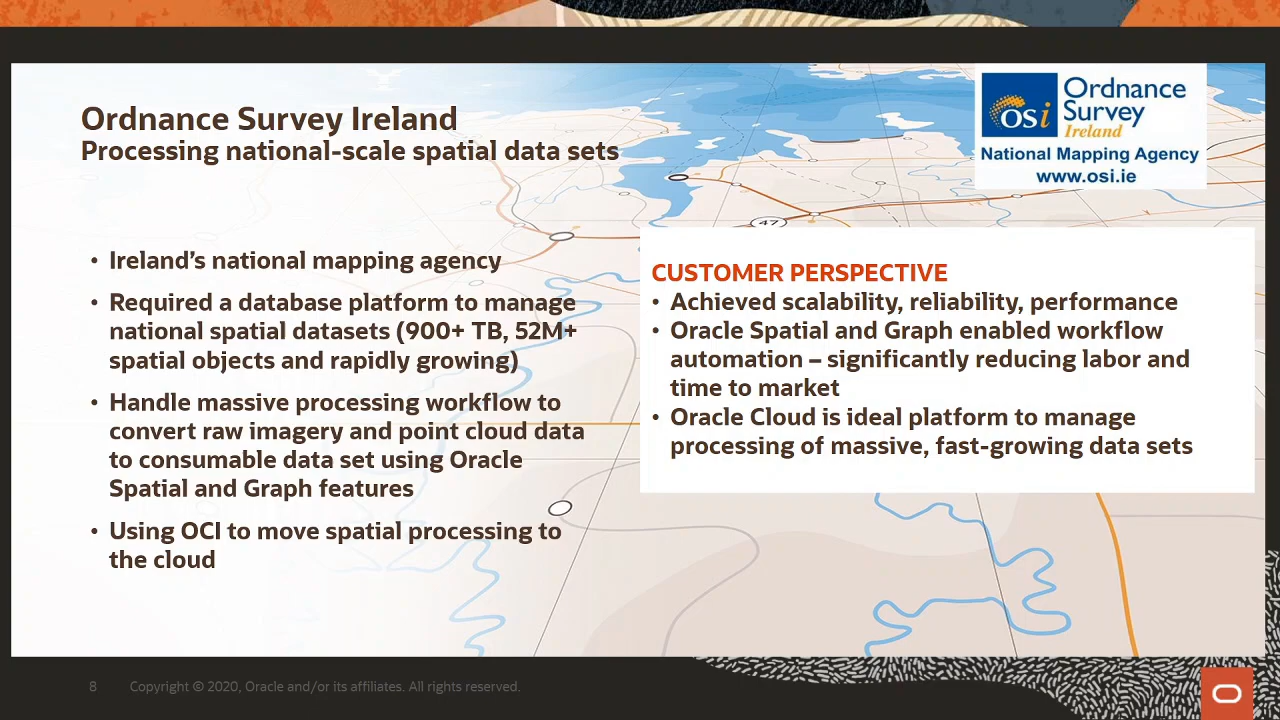 Ordnance Survey Ireland
Processing national-scale spatial data sets
OSi
Ordnance
Survey
Ireland
National Mapping Agency
www.osi.ie
47
• Ireland’s national mapping agency
• Required a database platform to manage
national spatial datasets (900+ TB, 52M+
spatial objects and rapidly growing)
• Handle massive processing workflow to
convert raw imagery and point cloud data
to consumable data set using Oracle
Spatial and Graph features
• Using OCI to move spatial processing to
the cloud
CUSTOMER PERSPECTIVE
• Achieved scalability, reliability, performance
• Oracle Spatial and Graph enabled workflow
automation – significantly reducing labor and
time to market
• Oracle Cloud is ideal platform to manage
processing of massive, fast-growing data sets
8 Copyright © 2020, Oracle and/or its affiliates. All rights reserved.